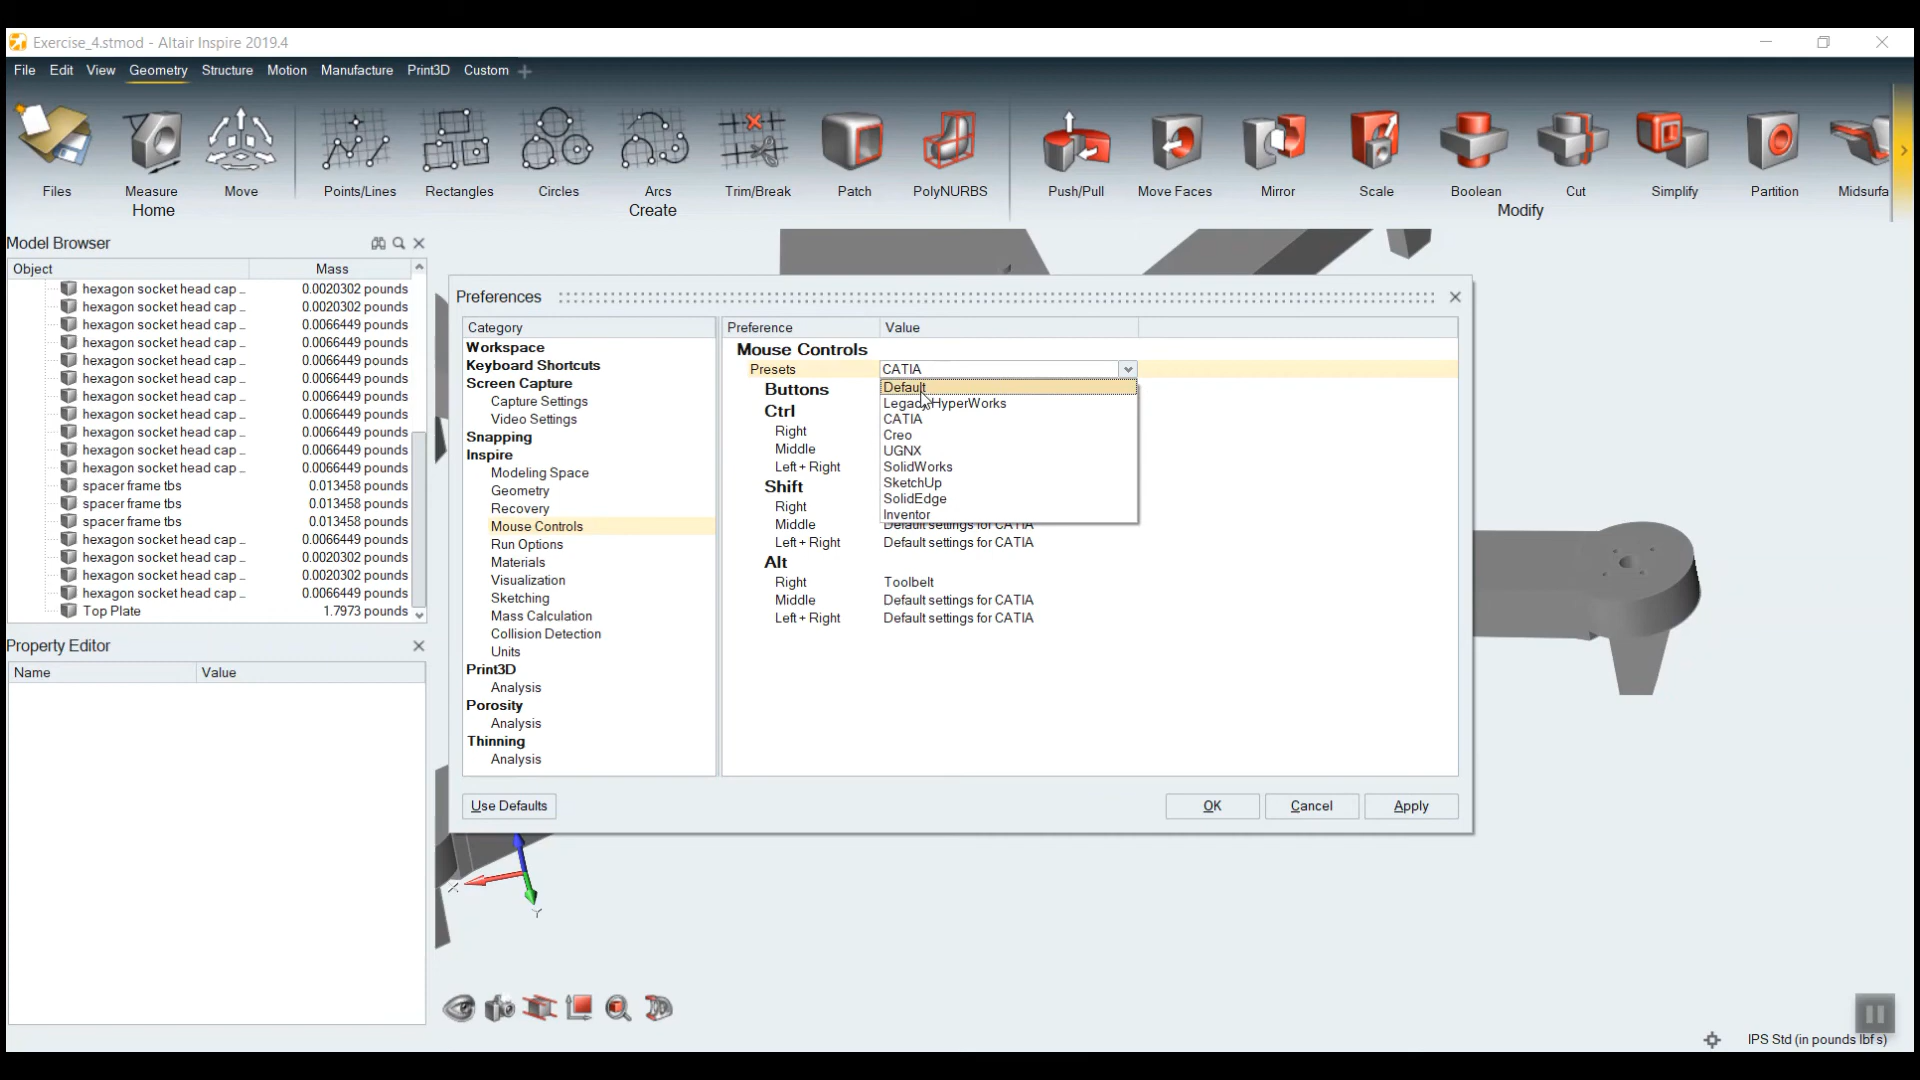 Exercise_4.stmod - Altair Inspire 2019.4
File Edit View Geometry Structure Motion Manufacture Print3D Custom
Files Measure Move Points/Lines Rectangles Circles Arcs Trim/Break Patch PolyNURBS Push/Pull Move Faces Mirror Scale Boolean Cut Simplify Partition Midsurfa
Home Create Modify
Model Browser
Object Mass
hexagon socket head cap ... 0.0020302 pounds
hexagon socket head cap ... 0.0020302 pounds
hexagon socket head cap ... 0.0066449 pounds
hexagon socket head cap ... 0.0066449 pounds
hexagon socket head cap ... 0.0066449 pounds
hexagon socket head cap ... 0.0066449 pounds
hexagon socket head cap ... 0.0066449 pounds
hexagon socket head cap ... 0.0066449 pounds
hexagon socket head cap ... 0.0066449 pounds
hexagon socket head cap ... 0.0066449 pounds
hexagon socket head cap ... 0.0066449 pounds
spacer frame tbs 0.013458 pounds
spacer frame tbs 0.013458 pounds
spacer frame tbs 0.013458 pounds
hexagon socket head cap ... 0.0066449 pounds
hexagon socket head cap ... 0.0020302 pounds
hexagon socket head cap ... 0.0020302 pounds
hexagon socket head cap ... 0.0066449 pounds
Top Plate 1.7973 pounds
Property Editor
Name Value
Preferences
Category
Workspace
Keyboard Shortcuts
Screen Capture
Capture Settings
Video Settings
Snapping
Inspire
Modeling Space
Geometry
Recovery
Mouse Controls
Run Options
Materials
Visualization
Sketching
Mass Calculation
Collision Detection
Units
Print3D
Analysis
Porosity
Analysis
Thinning
Analysis
Preference Value
Mouse Controls
Presets CATIA
Buttons
Ctrl
Right
Middle
Left + Right
Shift
Right
Middle Default settings for CATIA
Left + Right Default settings for CATIA
Alt
Right Toolbelt
Middle Default settings for CATIA
Left + Right Default settings for CATIA
Default
Legacy HyperWorks
CATIA
Creo
UGNX
SolidWorks
SketchUp
SolidEdge
Inventor
Use Defaults OK Cancel Apply
X
Y
IPS Std (in pounds lbf s)